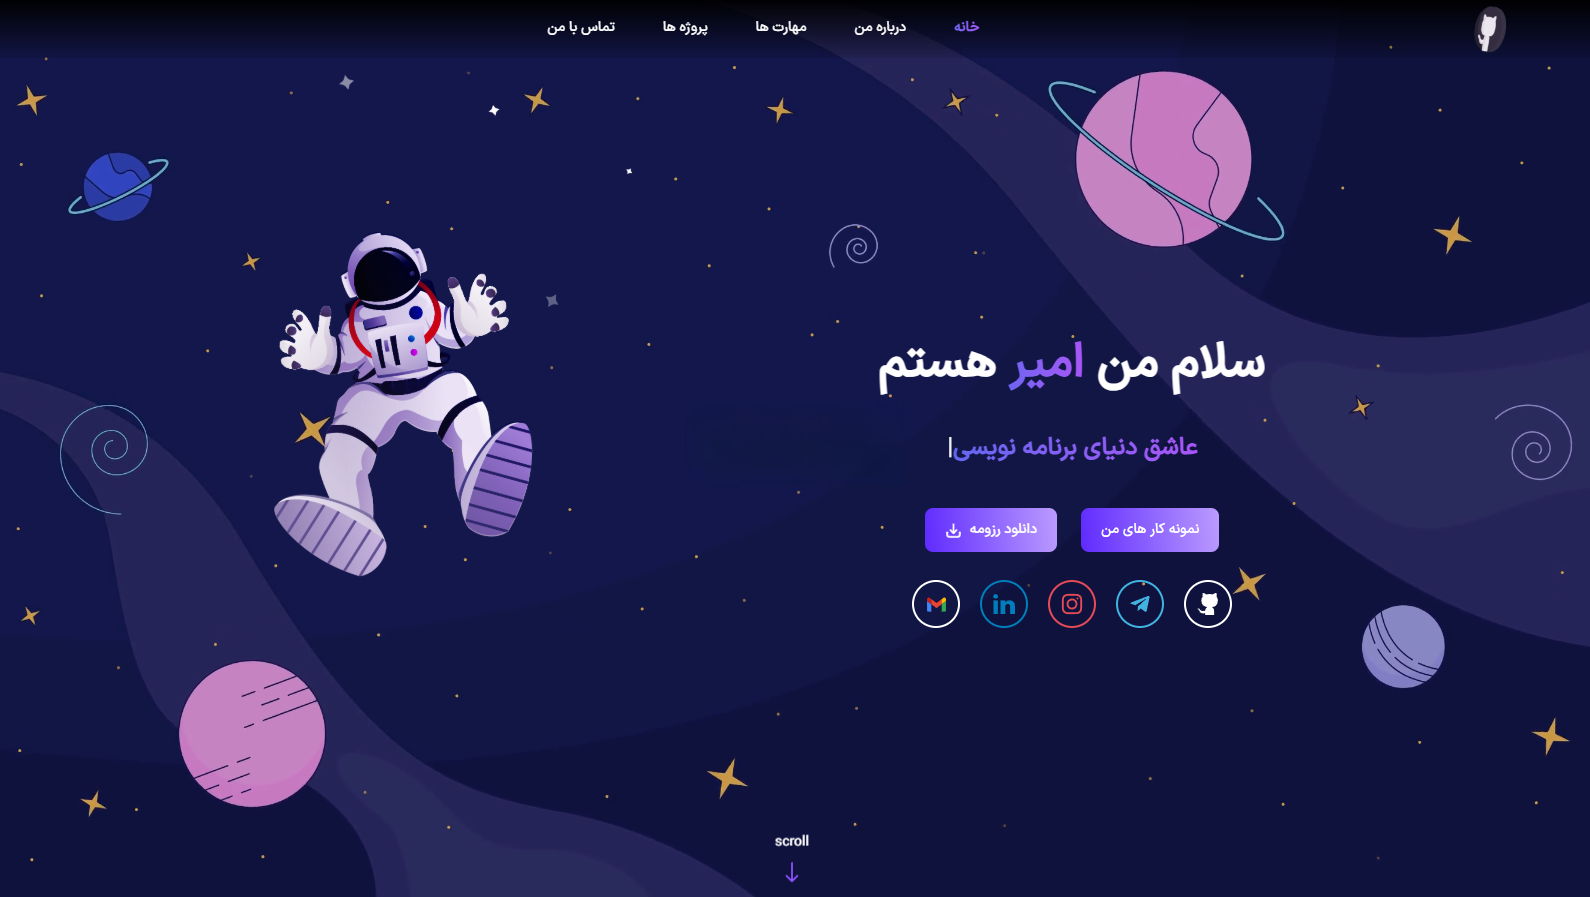 خانه
درباره من
مهارت ها
پروژه ها
تماس با من
سلام من امیر هستم
عاشق دنیای برنامه نویسی|
نمونه کار های من
دانلود رزومه
scroll